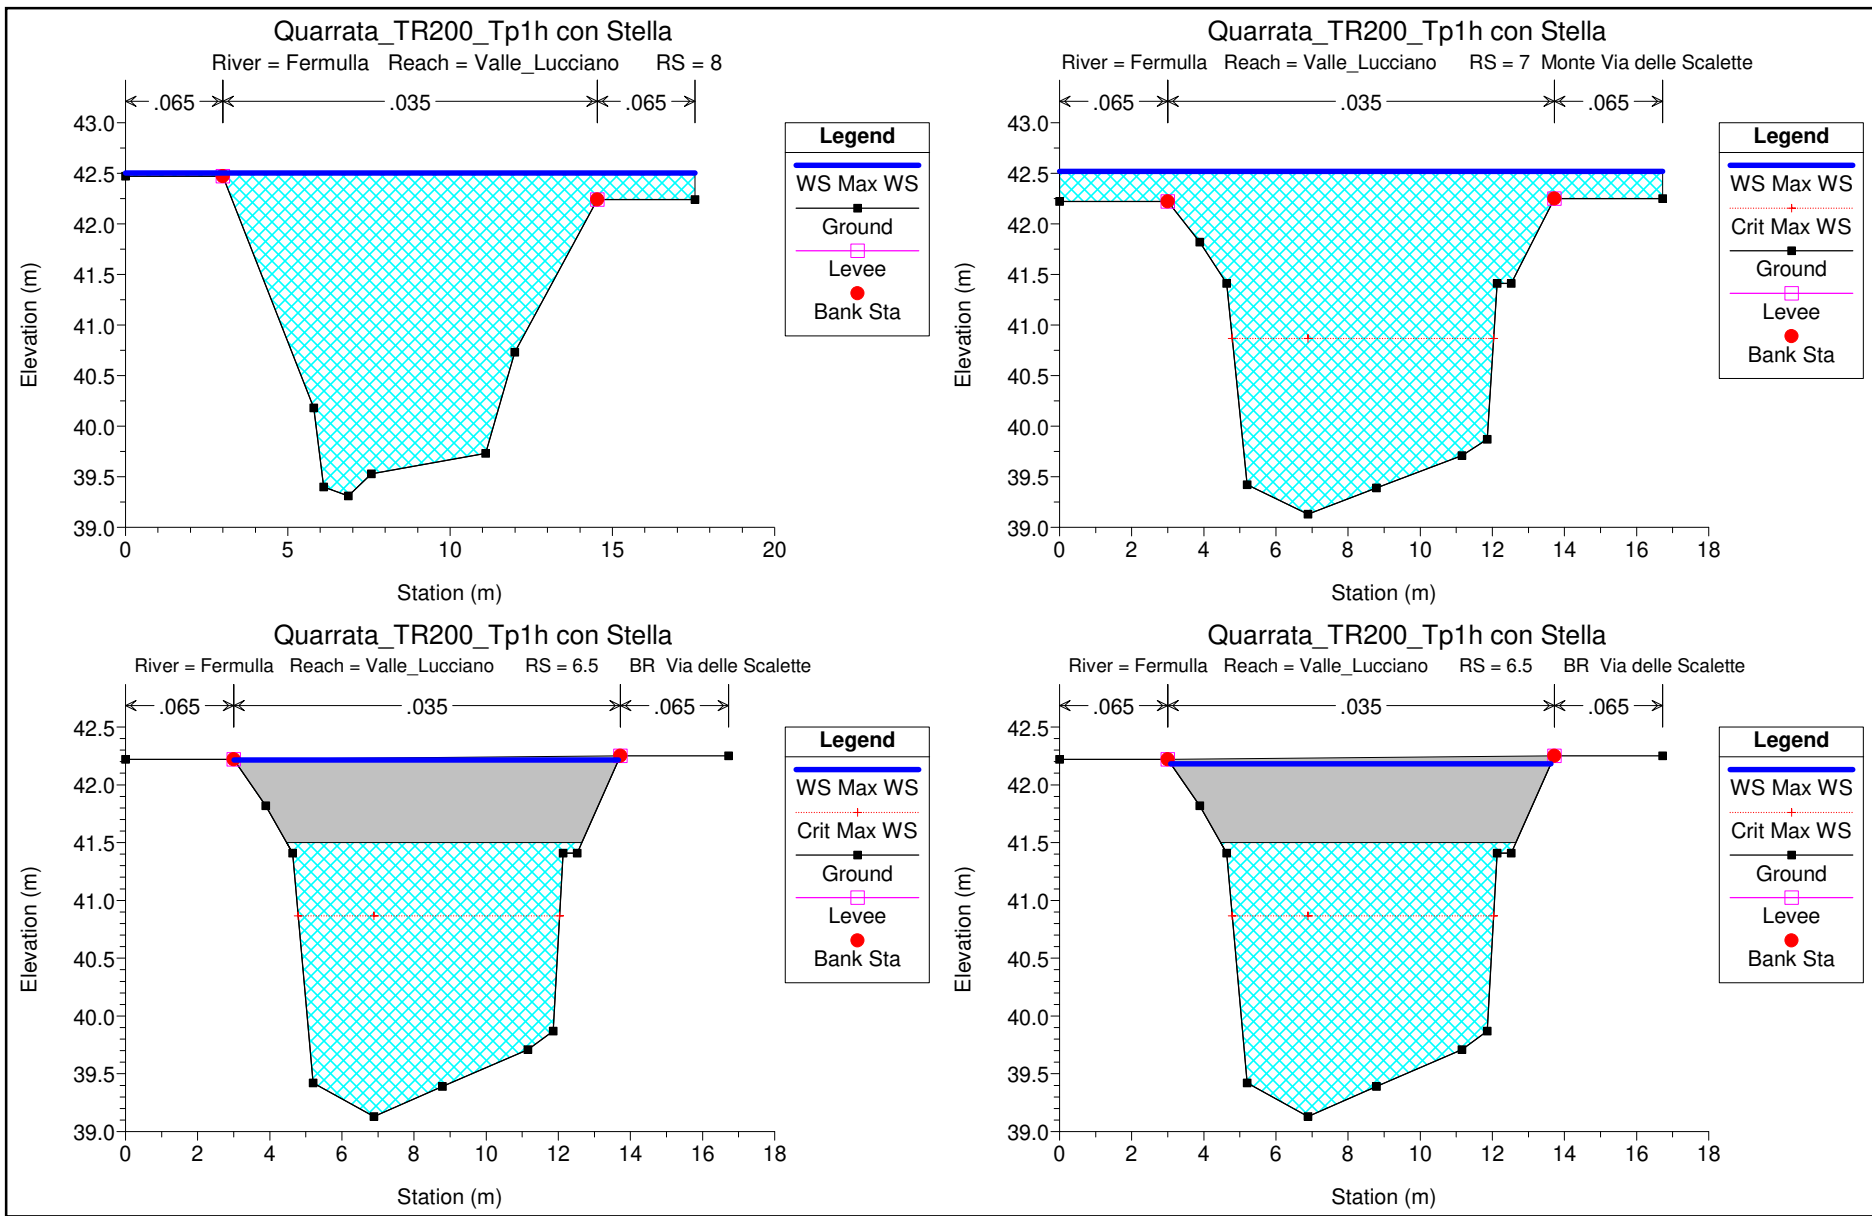 Quarrata_TR200_Tp1h con Stella
River = Fermulla Reach = Valle_Lucciano RS = 8
.065 .035 .065
43.0
42.5
42.0
41.5
41.0
40.5
40.0
39.5
39.0
Elevation (m)
0 5 10 15 20
Station (m)
Legend
WS Max WS
Ground
Levee
Bank Sta
Quarrata_TR200_Tp1h con Stella
River = Fermulla Reach = Valle_Lucciano RS = 7 Monte Via delle Scalette
.065 .035 .065
43.0
42.5
42.0
41.5
41.0
40.5
40.0
39.5
39.0
Elevation (m)
0 2 4 6 8 10 12 14 16 18
Station (m)
Legend
WS Max WS
Crit Max WS
Ground
Levee
Bank Sta
Quarrata_TR200_Tp1h con Stella
River = Fermulla Reach = Valle_Lucciano RS = 6.5 BR Via delle Scalette
.065 .035 .065
42.5
42.0
41.5
41.0
40.5
40.0
39.5
39.0
Elevation (m)
0 2 4 6 8 10 12 14 16 18
Station (m)
Legend
WS Max WS
Crit Max WS
Ground
Levee
Bank Sta
Quarrata_TR200_Tp1h con Stella
River = Fermulla Reach = Valle_Lucciano RS = 6.5 BR Via delle Scalette
.065 .035 .065
42.5
42.0
41.5
41.0
40.5
40.0
39.5
39.0
Elevation (m)
0 2 4 6 8 10 12 14 16 18
Station (m)
Legend
WS Max WS
Crit Max WS
Ground
Levee
Bank Sta